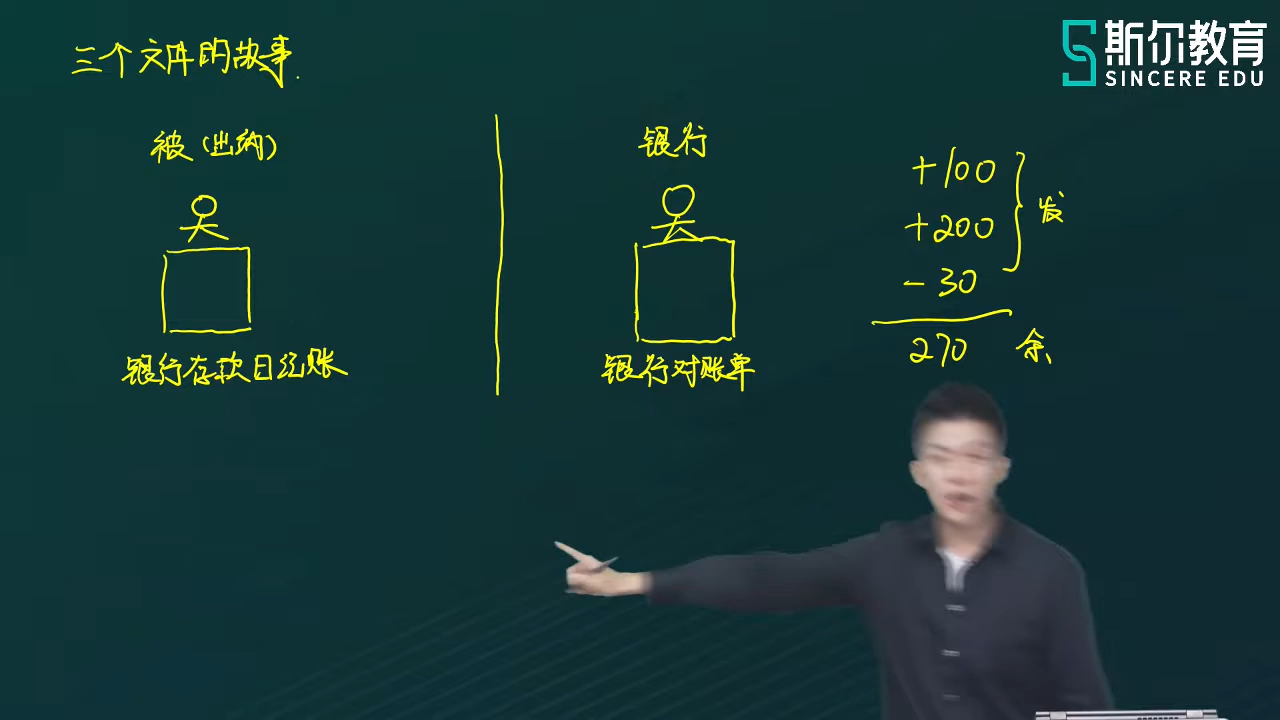 三个文件的故事.
斯尔教育
SINCERE EDU
被(出纳)
银行
银行存款日记账
银行对账单
+100
+200
-30
发
270 余